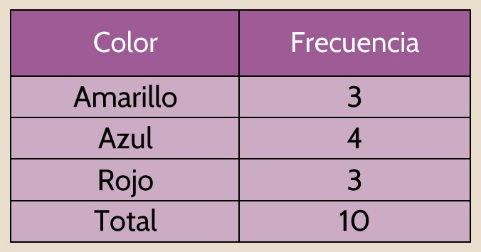 Color Frecuencia
Amarillo 3
Azul 4
Rojo 3
Total 10